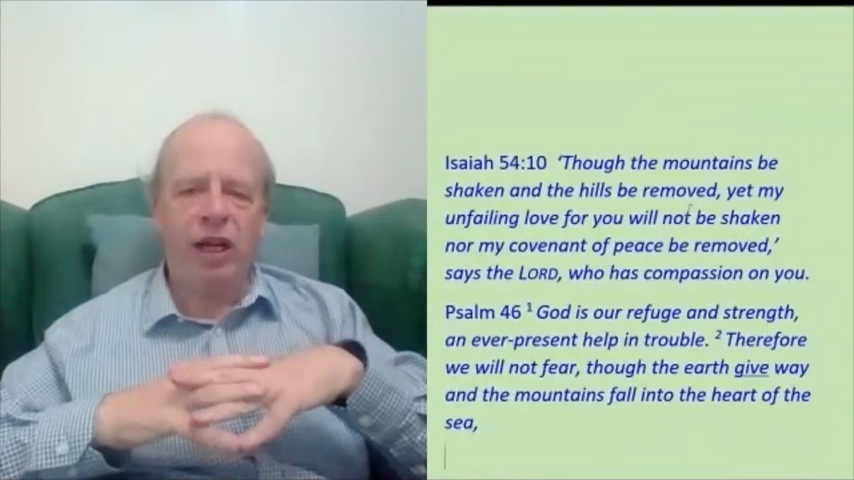 Isaiah 54:10 ‘Though the mountains be
shaken and the hills be removed, yet my
unfailing love for you will not be shaken
nor my covenant of peace be removed,’
says the LORD, who has compassion on you.
Psalm 46 ¹ God is our refuge and strength,
an ever-present help in trouble. ² Therefore
we will not fear, though the earth give way
and the mountains fall into the heart of the
sea,